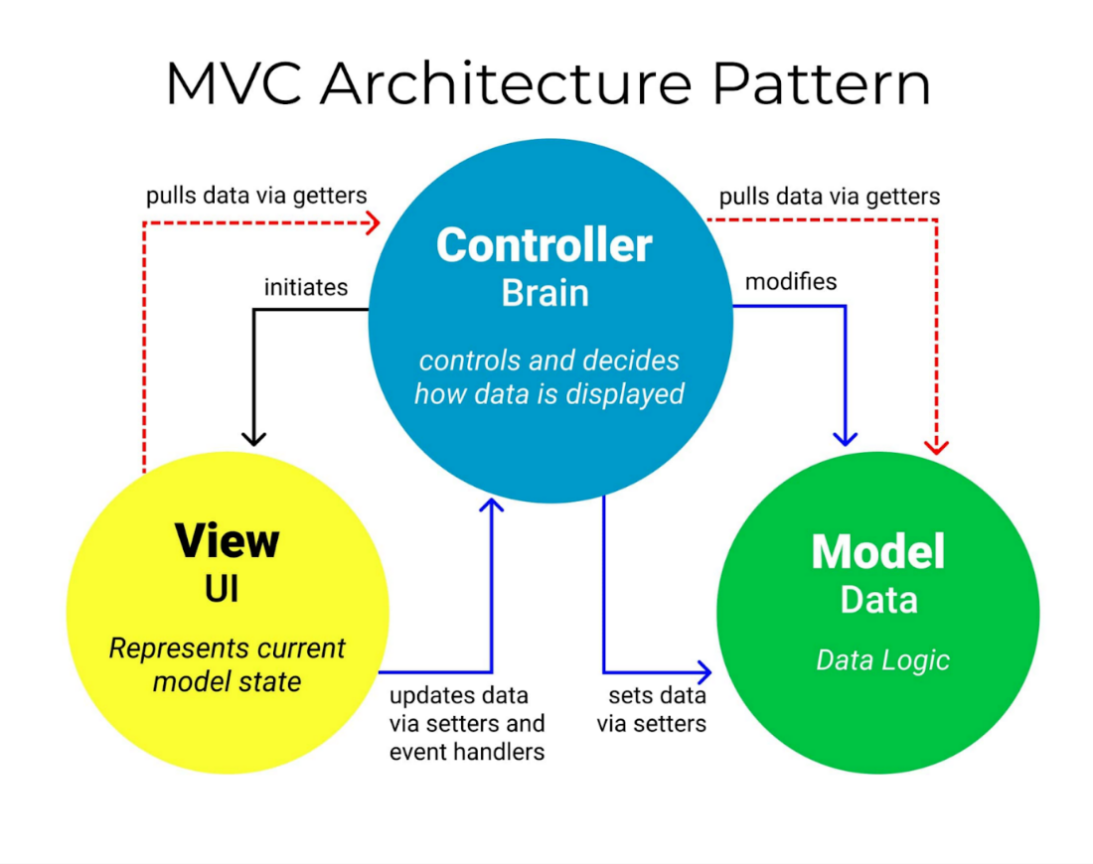 MVC Architecture Pattern
pulls data via getters
pulls data via getters
initiates
modifies
Controller
Brain
controls and decides
how data is displayed
View
UI
Represents current
model state
Model
Data
Data Logic
updates data
via setters and
event handlers
sets data
via setters